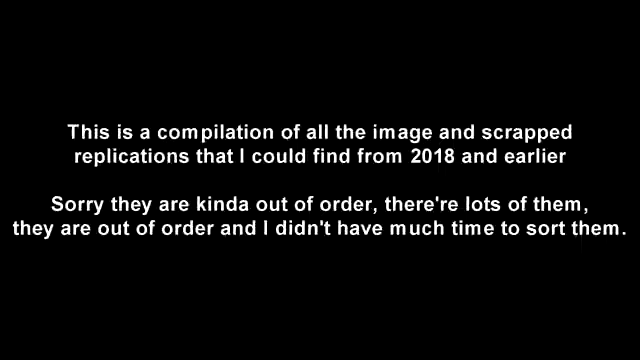 This is a compilation of all the image and scrapped
replications that I could find from 2018 and earlier
Sorry they are kinda out of order, there're lots of them,
they are out of order and I didn't have much time to sort them.